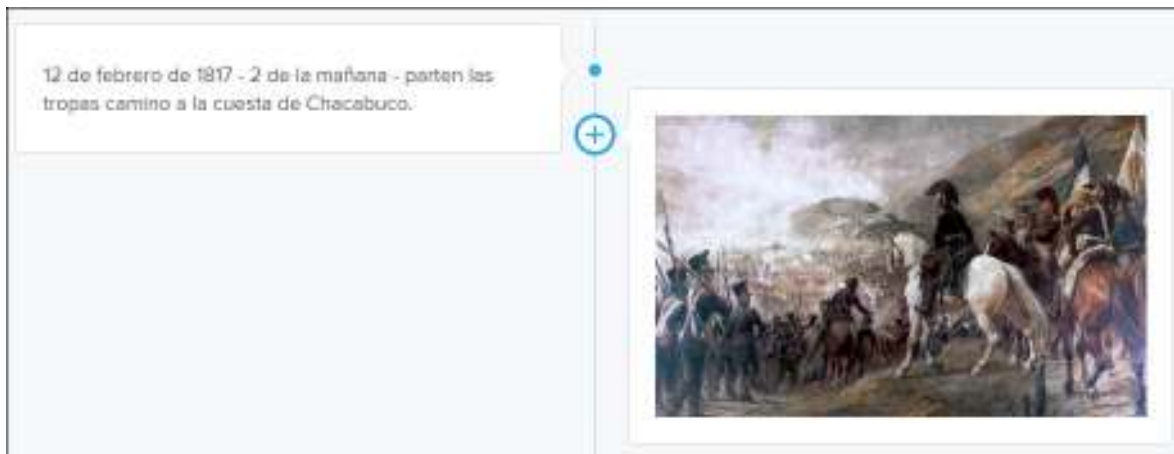 12 de febrero de 1817 - 2 de la mañana - parten las
tropas camino a la cuesta de Chacabuco.